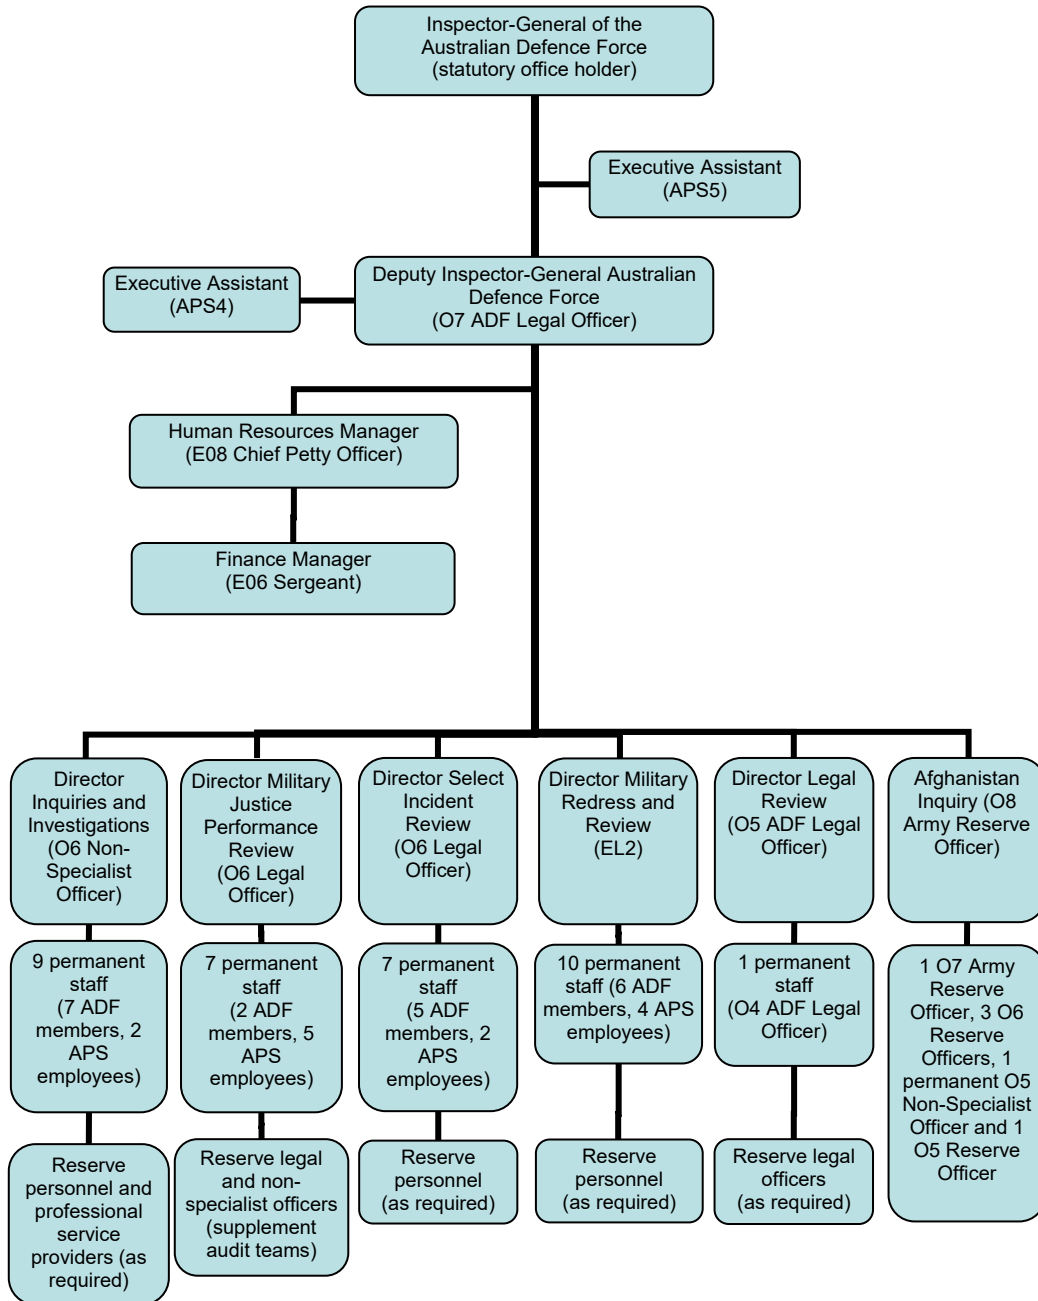 Inspector-General of the
Australian Defence Force
(statutory office holder)
Executive Assistant
(APS5)
Deputy Inspector-General Australian
Defence Force
(O7 ADF Legal Officer)
Executive Assistant
(APS4)
Human Resources Manager
(E08 Chief Petty Officer)
Finance Manager
(E06 Sergeant)
Director
Inquiries and
Investigations
(O6 Non-
Specialist
Officer)
Director Military
Justice
Performance
Review
(O6 Legal
Officer)
Director Select
Incident
Review
(O6 Legal
Officer)
Director Military
Redress and
Review
(EL2)
Director Legal
Review
(O5 ADF Legal
Officer)
Afghanistan
Inquiry (O8
Army Reserve
Officer)
9 permanent
staff
(7 ADF
members, 2
APS
employees)
7 permanent
staff
(2 ADF
members, 5
APS
employees)
7 permanent
staff
(5 ADF
members, 2
APS
employees)
10 permanent
staff (6 ADF
members, 4 APS
employees)
1 permanent
staff
(O4 ADF Legal
Officer)
1 O7 Army
Reserve
Officer, 3 O6
Reserve
Officers, 1
permanent O5
Non-Specialist
Officer and 1
O5 Reserve
Officer
Reserve
personnel and
professional
service
providers (as
required)
Reserve legal
and non-
specialist officers
(supplement
audit teams)
Reserve
personnel
(as required)
Reserve
personnel
(as required)
Reserve legal
officers
(as required)